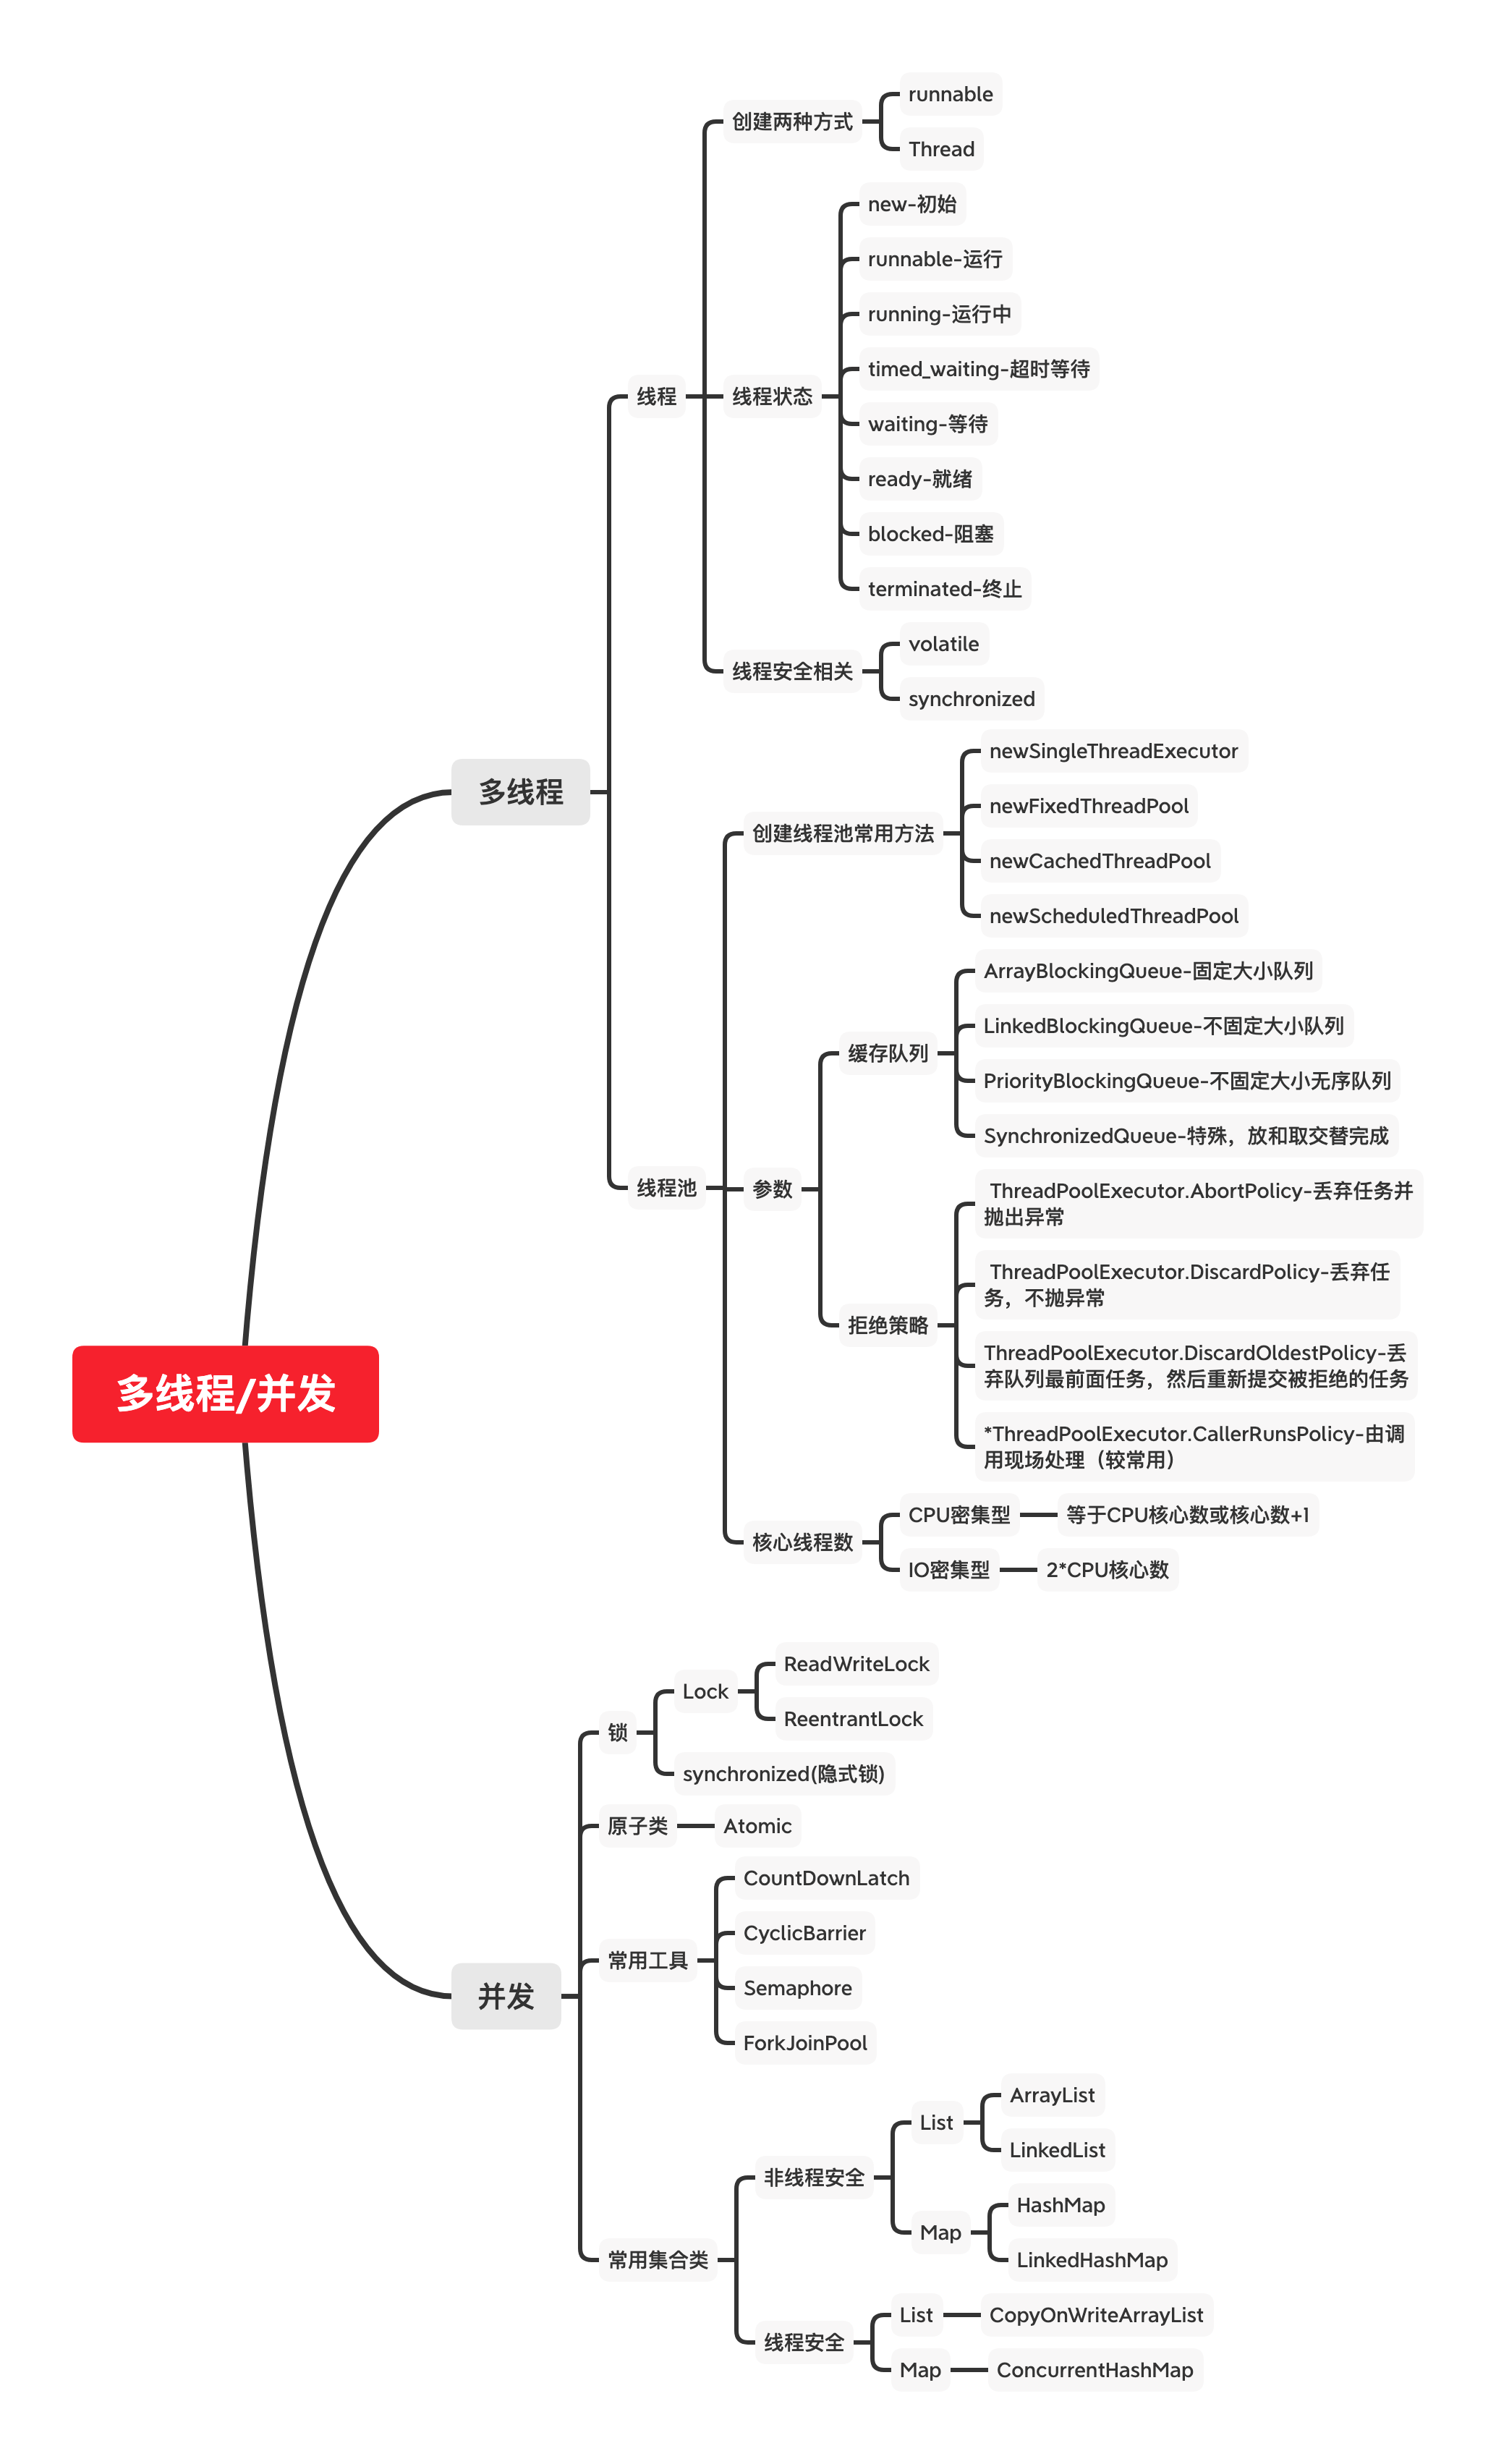 多线程/并发
多线程
线程
创建两种方式
runnable
Thread
线程状态
new-初始
runnable-运行
running-运行中
timed_waiting-超时等待
waiting-等待
ready-就绪
blocked-阻塞
terminated-终止
线程安全相关
volatile
synchronized
线程池
创建线程池常用方法
newSingleThreadExecutor
newFixedThreadPool
newCachedThreadPool
newScheduledThreadPool
参数
缓存队列
ArrayBlockingQueue-固定大小队列
LinkedBlockingQueue-不固定大小队列
PriorityBlockingQueue-不固定大小无序队列
SynchronizedQueue-特殊，放和取交替完成
拒绝策略
ThreadPoolExecutor.AbortPolicy-丢弃任务并
抛出异常
ThreadPoolExecutor.DiscardPolicy-丢弃任
务，不抛异常
ThreadPoolExecutor.DiscardOldestPolicy-丢
弃队列最前面任务，然后重新提交被拒绝的任务
*ThreadPoolExecutor.CallerRunsPolicy-由调
用现场处理（较常用）
核心线程数
CPU密集型
等于CPU核心数或核心数+1
IO密集型
2*CPU核心数
并发
锁
Lock
ReadWriteLock
ReentrantLock
synchronized(隐式锁)
原子类
Atomic
常用工具
CountDownLatch
CyclicBarrier
Semaphore
ForkJoinPool
常用集合类
非线程安全
List
ArrayList
LinkedList
Map
HashMap
LinkedHashMap
线程安全
List
CopyOnWriteArrayList
Map
ConcurrentHashMap